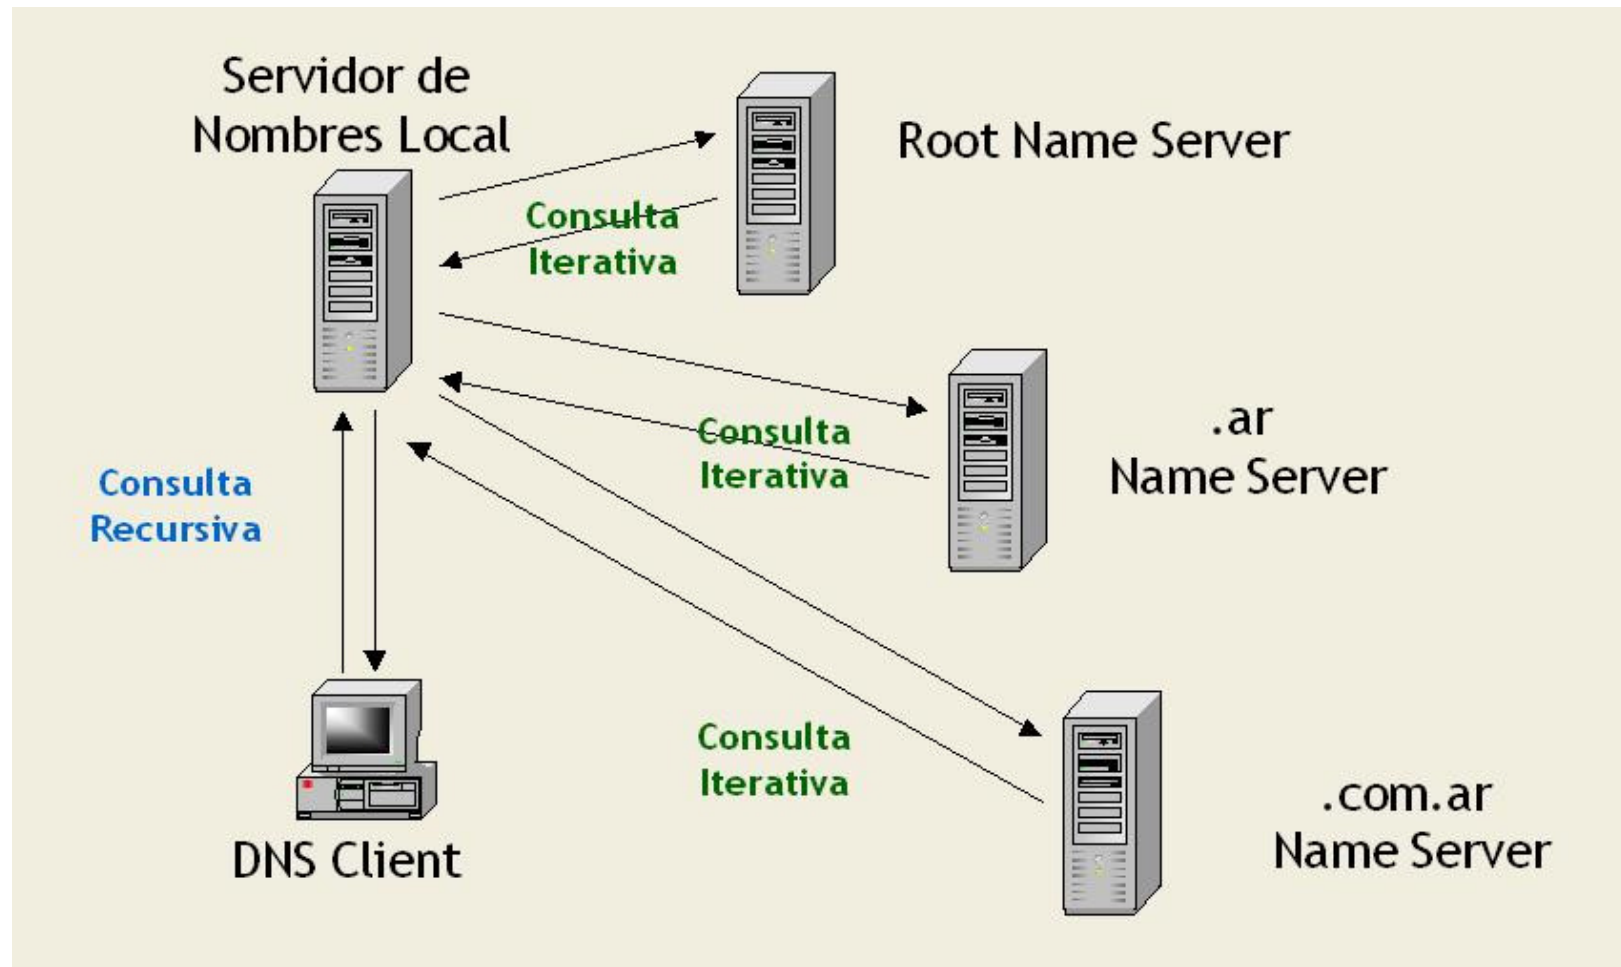 Servidor de
Nombres Local
Root Name Server
Consulta
Iterativa
.ar
Name Server
Consulta
Iterativa
Consulta
Recursiva
Consulta
Iterativa
.com.ar
Name Server
DNS Client